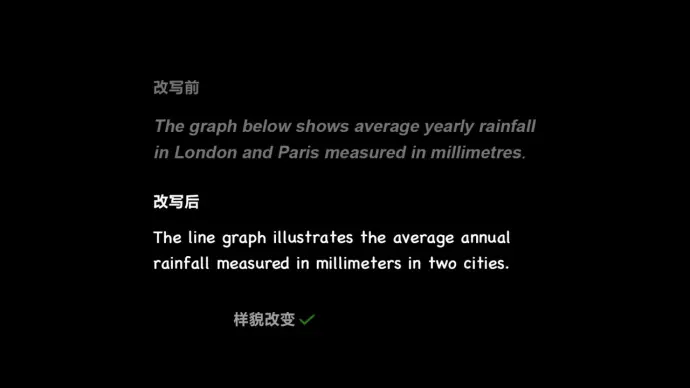 改写前
The graph below shows average yearly rainfall
in London and Paris measured in millimetres.
改写后
The line graph illustrates the average annual
rainfall measured in millimeters in two cities.
样貌改变✓